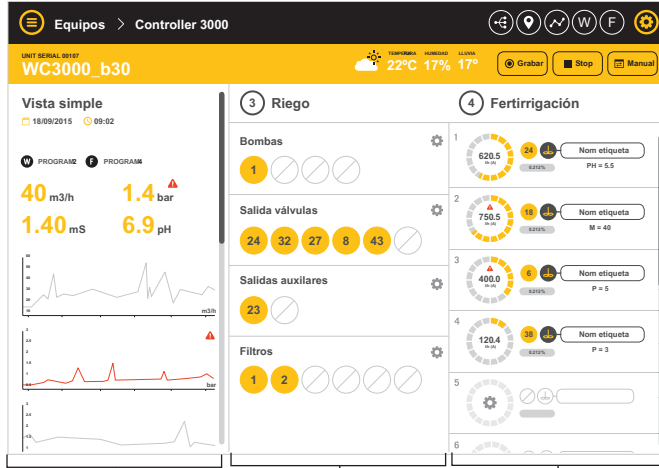 Equipos > Controller 3000
W F
UNIT SERIAL 00107
WC3000_b30
TEMPERURA HUMEDAD LLUVIA
22ºC 17% 17º
Grabar
Stop
Manual
Vista simple
18/09/2015 09:02
W PROGRAM2 F PROGRAM4
40 m3/h
1.4 bar
1.40 mS
6.9 pH
m3/h
bar
3 Riego
Bombas
1
Salida válvulas
24 32 27 8 43
Salidas auxilares
23
Filtros
1 2
4 Fertirrigación
1
620.5
l/h (A)
24
Nom etiqueta
0.212%
PH = 5.5
2
750.5
l/h (A)
18
Nom etiqueta
0.212%
M = 40
3
400.0
l/h (A)
6
Nom etiqueta
0.212%
P = 5
4
120.4
l/h (A)
38
Nom etiqueta
0.212%
P = 3
5
6